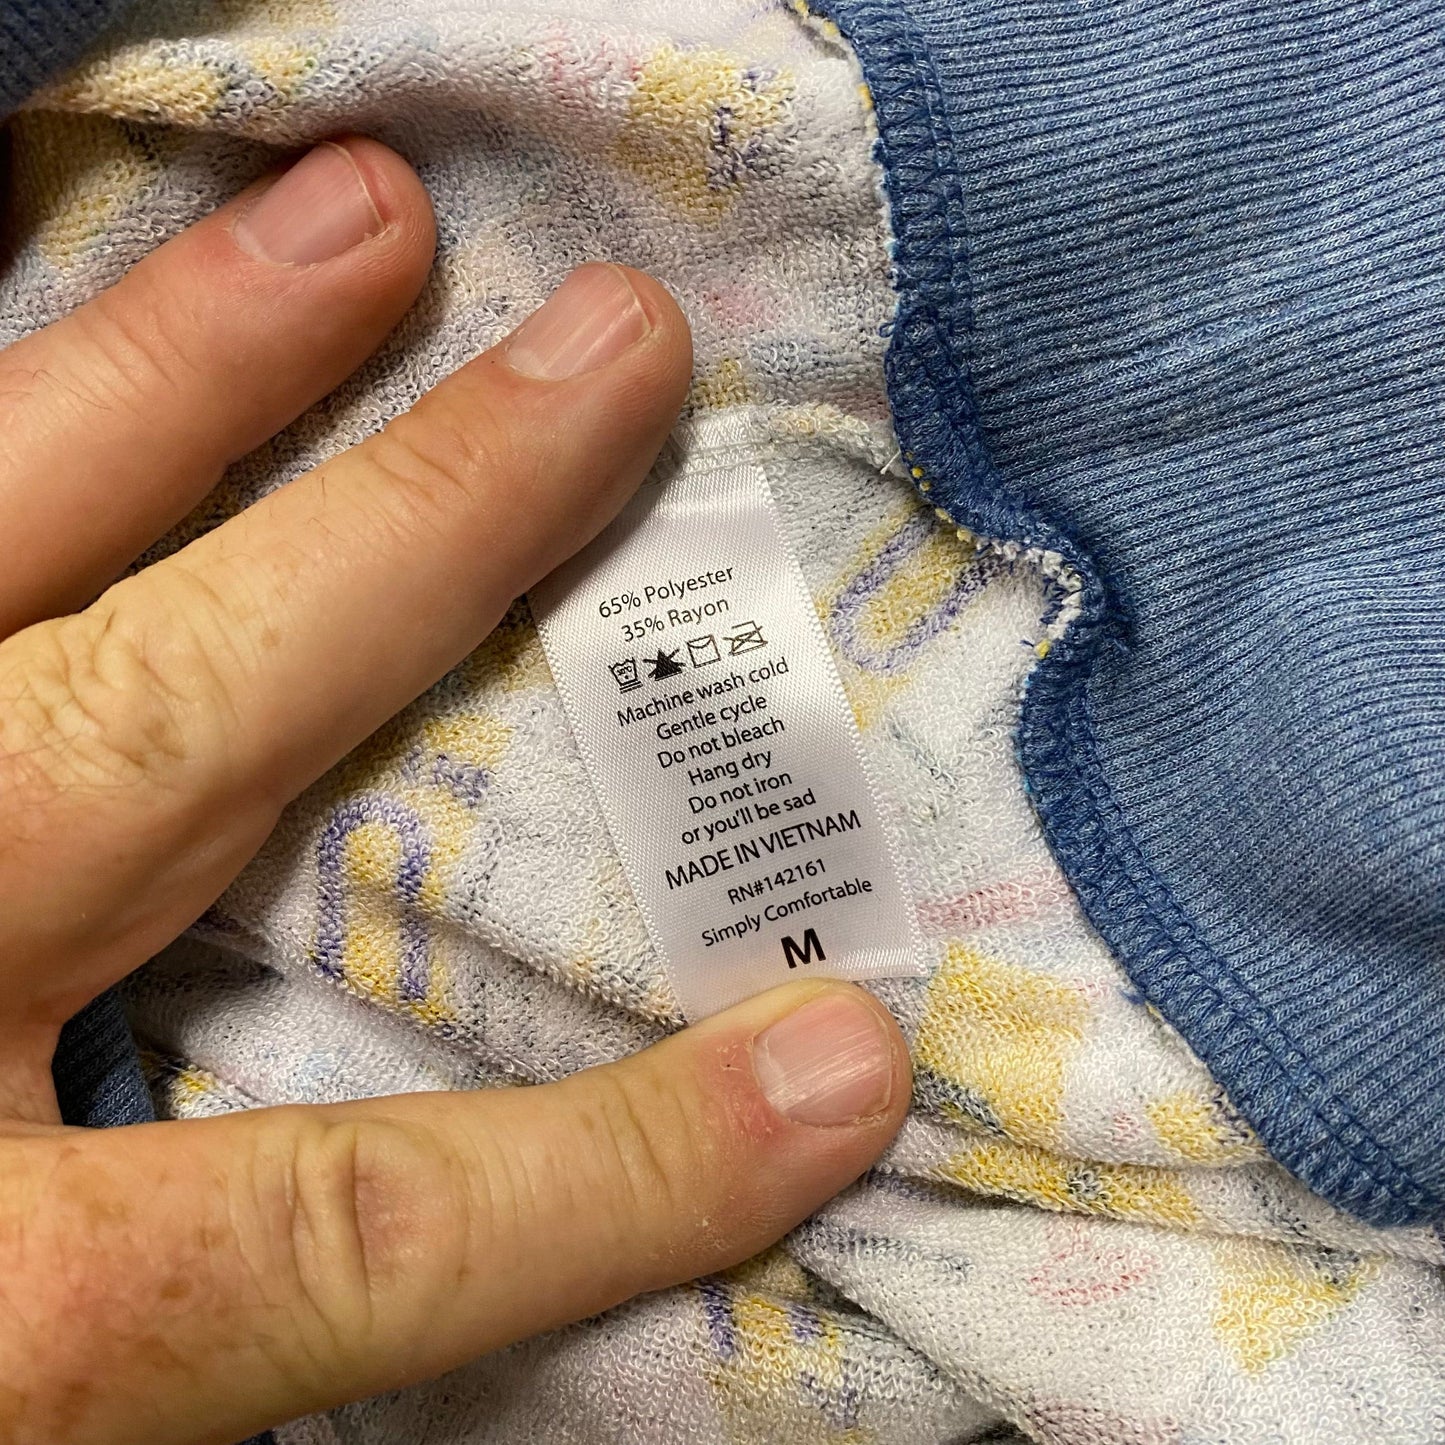 65% Polyester
35% Rayon
30°C
Machine wash cold
Gentle cycle
Do not bleach
Hang dry
Do not iron
or you'll be sad
MADE IN VIETNAM
RN#142161
Simply Comfortable
M